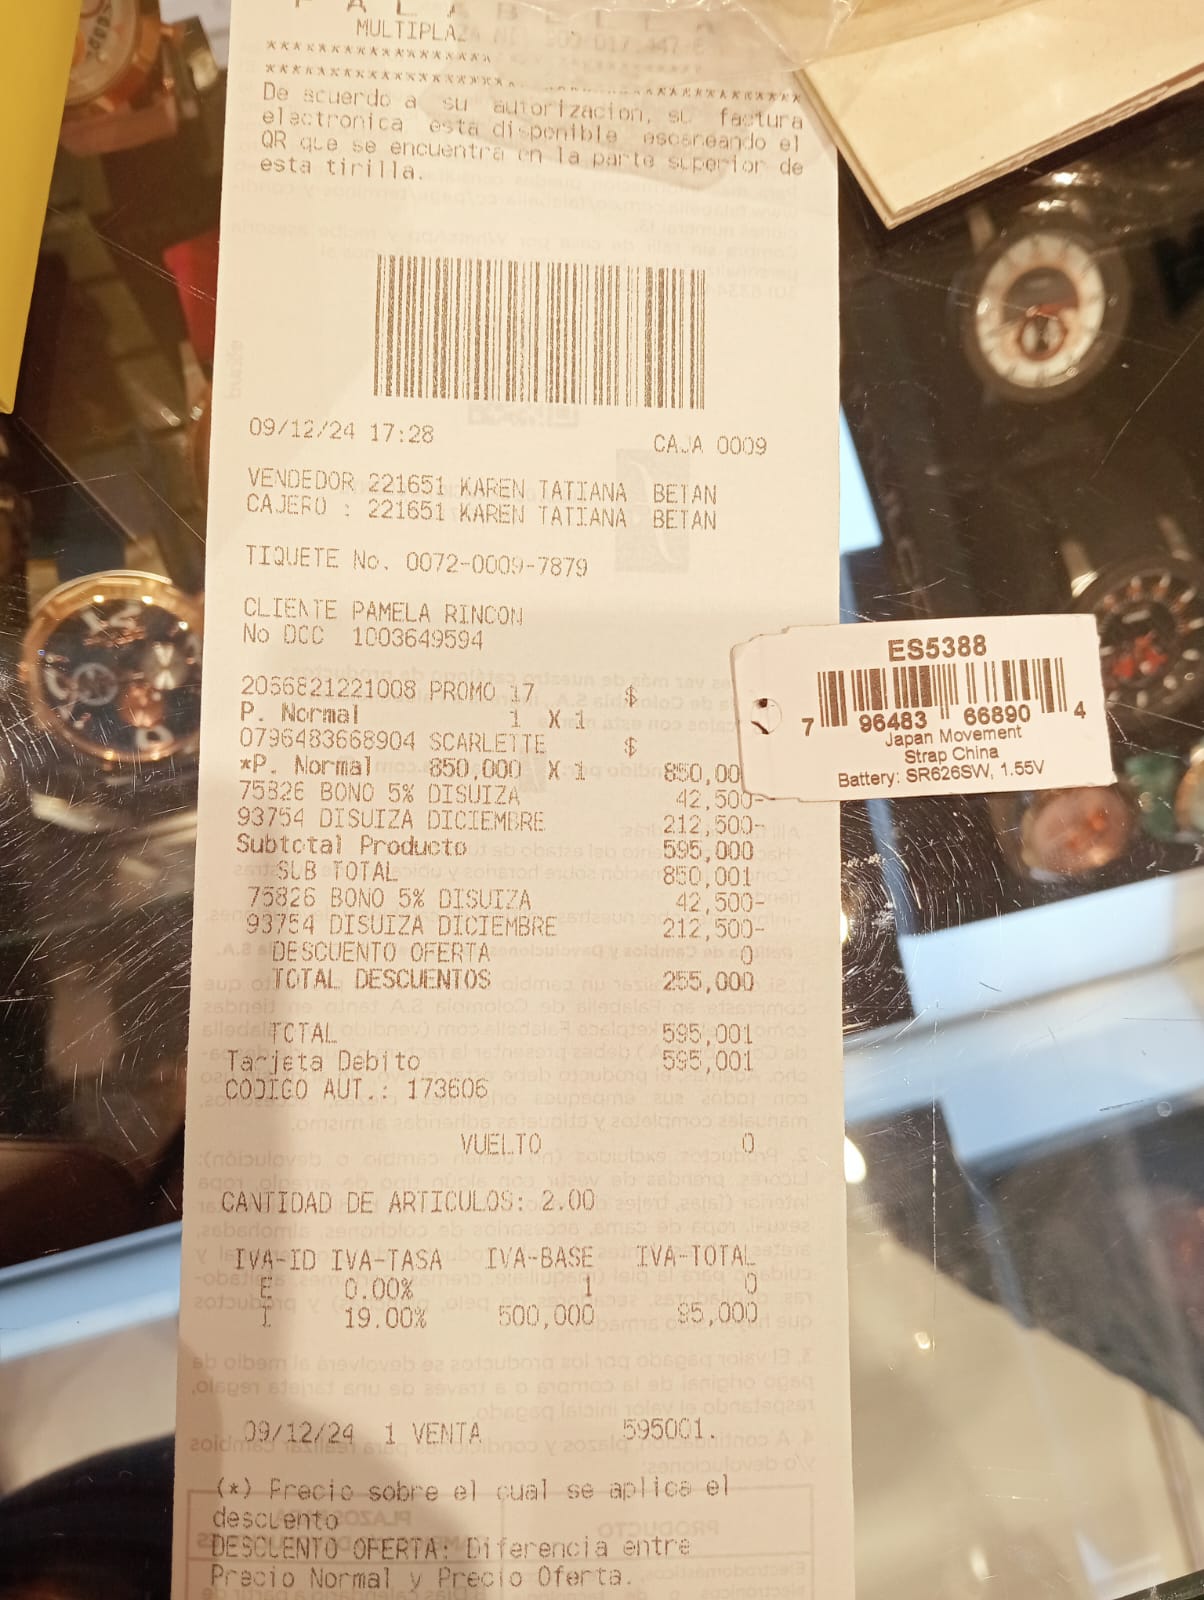 FALABELLA
MULTIPLAZ
****************************************
****************************************
De acuerdo a su autorizacion, su factura
electronica esta disponible escaneando el
QR que se encuentra en la parte superior de
esta tirilla.
09/12/24 17:28 CAJA 0009
VENDEDOR 221651 KAREN TATIANA BETAN
CAJERO : 221651 KAREN TATIANA BETAN
TIQUETE No. 0072-0009-7879
CLIENTE PAMELA RINCON
No DOC 1003649594
2056821221008 PROMO 17 $
P. Normal 1 X 1
0796483668904 SCARLETTE $
*P. Normal 850,000 X 1 850,00
75826 BONO 5% DISUIZA 42,500-
93754 DISUIZA DICIEMBRE 212,500-
Subtotal Producto 595,000
SUB TOTAL 850,001
75826 BONO 5% DISUIZA 42,500-
93754 DISUIZA DICIEMBRE 212,500-
DESCUENTO OFERTA 0
TOTAL DESCUENTOS 255,000
TOTAL 595,001
Tarjeta Debito 595,001
CODIGO AUT.: 173606
VUELTO 0
CANTIDAD DE ARTICULOS: 2.00
IVA-ID IVA-TASA IVA-BASE IVA-TOTAL
E 0.00% 1 0
I 19.00% 500,000 95,000
09/12/24 1 VENTA 595001.
(*) Precio sobre el cual se aplica el
descuento
DESCUENTO OFERTA: Diferencia entre
Precio Normal y Precio Oferta.
ES5388
7 96483 66890 4
Japan Movement
Strap China
Battery: SR626SW, 1.55V